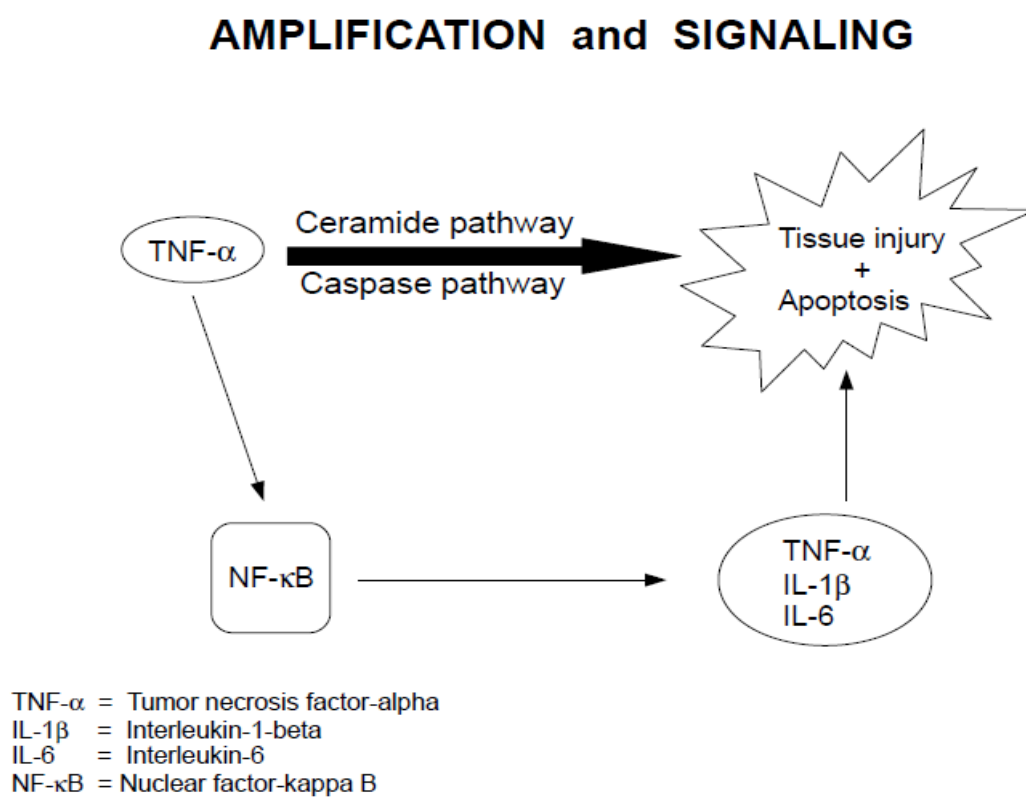 AMPLIFICATION and SIGNALING
TNF-α
Ceramide pathway
Caspase pathway
Tissue injury
+
Apoptosis
NF-κB
TNF-α
IL-1β
IL-6
TNF-α = Tumor necrosis factor-alpha
IL-1β = Interleukin-1-beta
IL-6 = Interleukin-6
NF-κB = Nuclear factor-kappa B